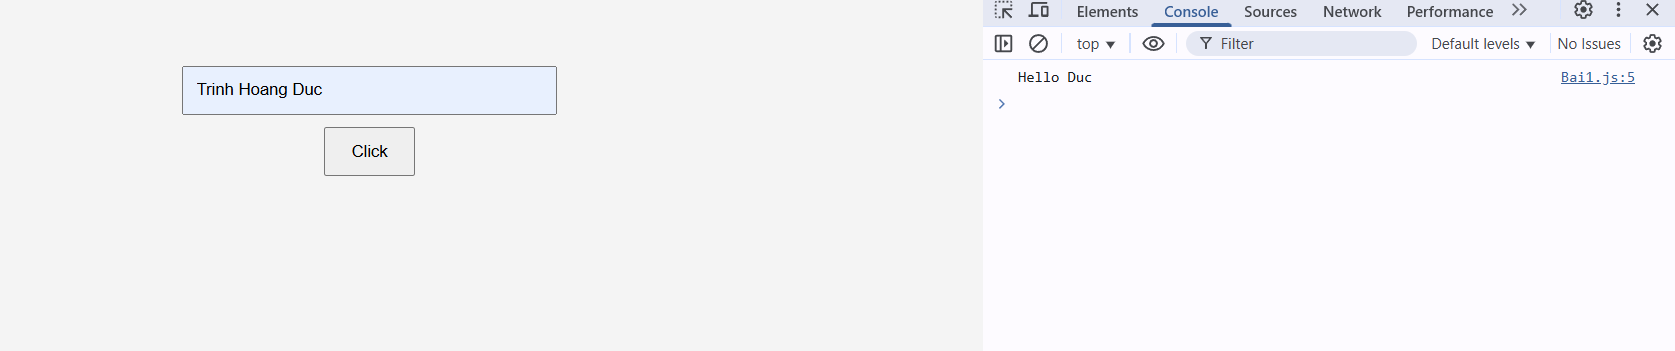 Trinh Hoang Duc
Click
Elements Console Sources Network Performance
top Filter Default levels No Issues
Hello Duc Bai1.js:5